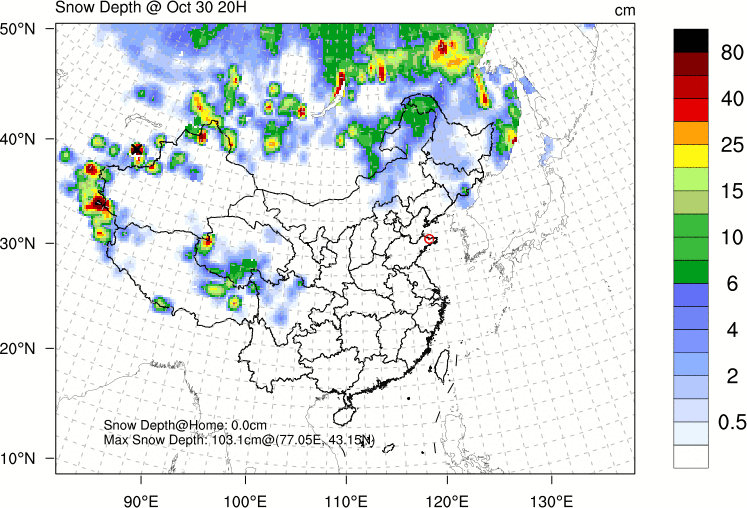 Snow Depth @ Oct 30 20H
cm
50°N
40°N
30°N
20°N
10°N
80
40
25
15
10
6
4
2
0.5
Snow Depth@Home: 0.0cm
Max Snow Depth: 103.1cm@(77.05E, 43.15N)
90°E 100°E 110°E 120°E 130°E